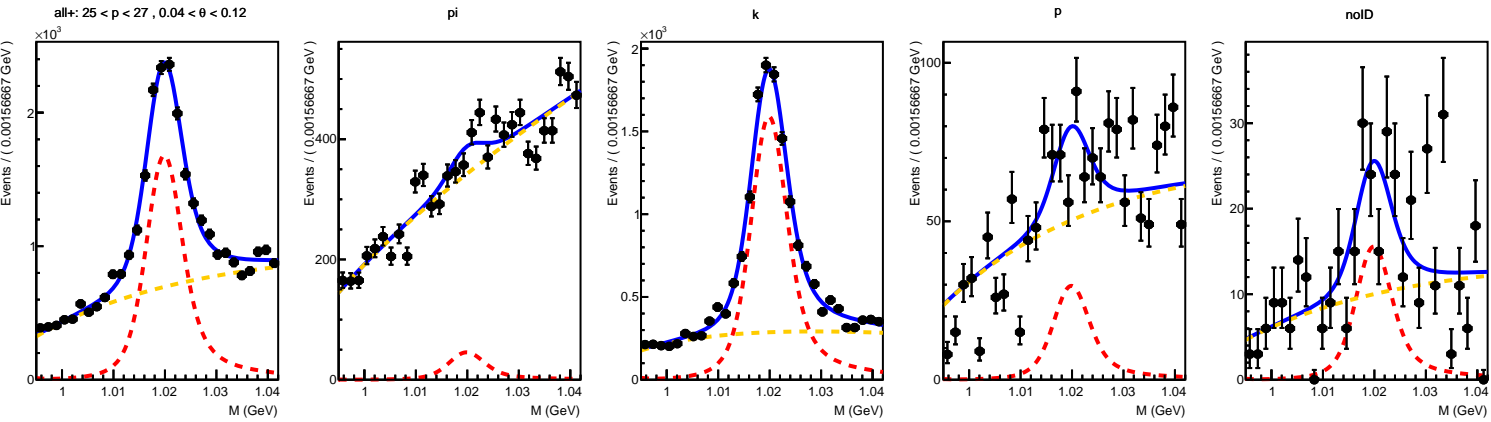 all+: 25 < p < 27 , 0.04 < θ < 0.12
×10³
Events / ( 0.00156667 GeV )
2
1
0
1 1.01 1.02 1.03 1.04
M (GeV)
pi
Events / ( 0.00156667 GeV )
400
200
0
1 1.01 1.02 1.03 1.04
M (GeV)
k
×10³
Events / ( 0.00156667 GeV )
2
1.5
1
0.5
0
1 1.01 1.02 1.03 1.04
M (GeV)
p
Events / ( 0.00156667 GeV )
100
50
0
1 1.01 1.02 1.03 1.04
M (GeV)
noID
Events / ( 0.00156667 GeV )
30
20
10
0
1 1.01 1.02 1.03 1.04
M (GeV)